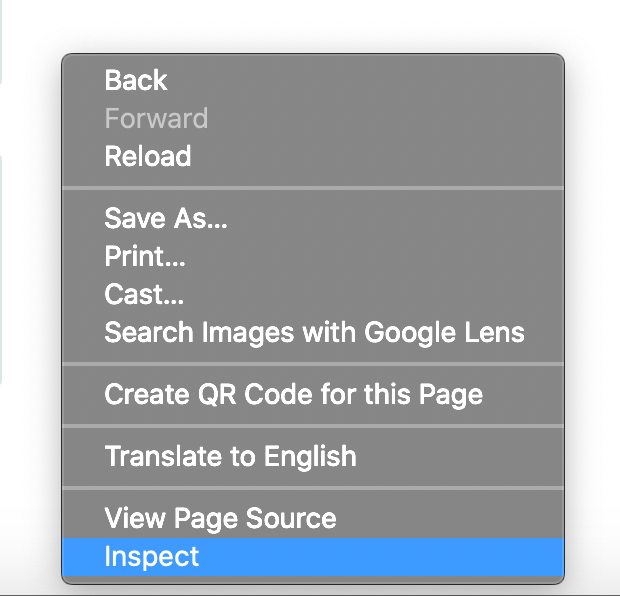 Back
Forward
Reload
Save As...
Print...
Cast...
Search Images with Google Lens
Create QR Code for this Page
Translate to English
View Page Source
Inspect